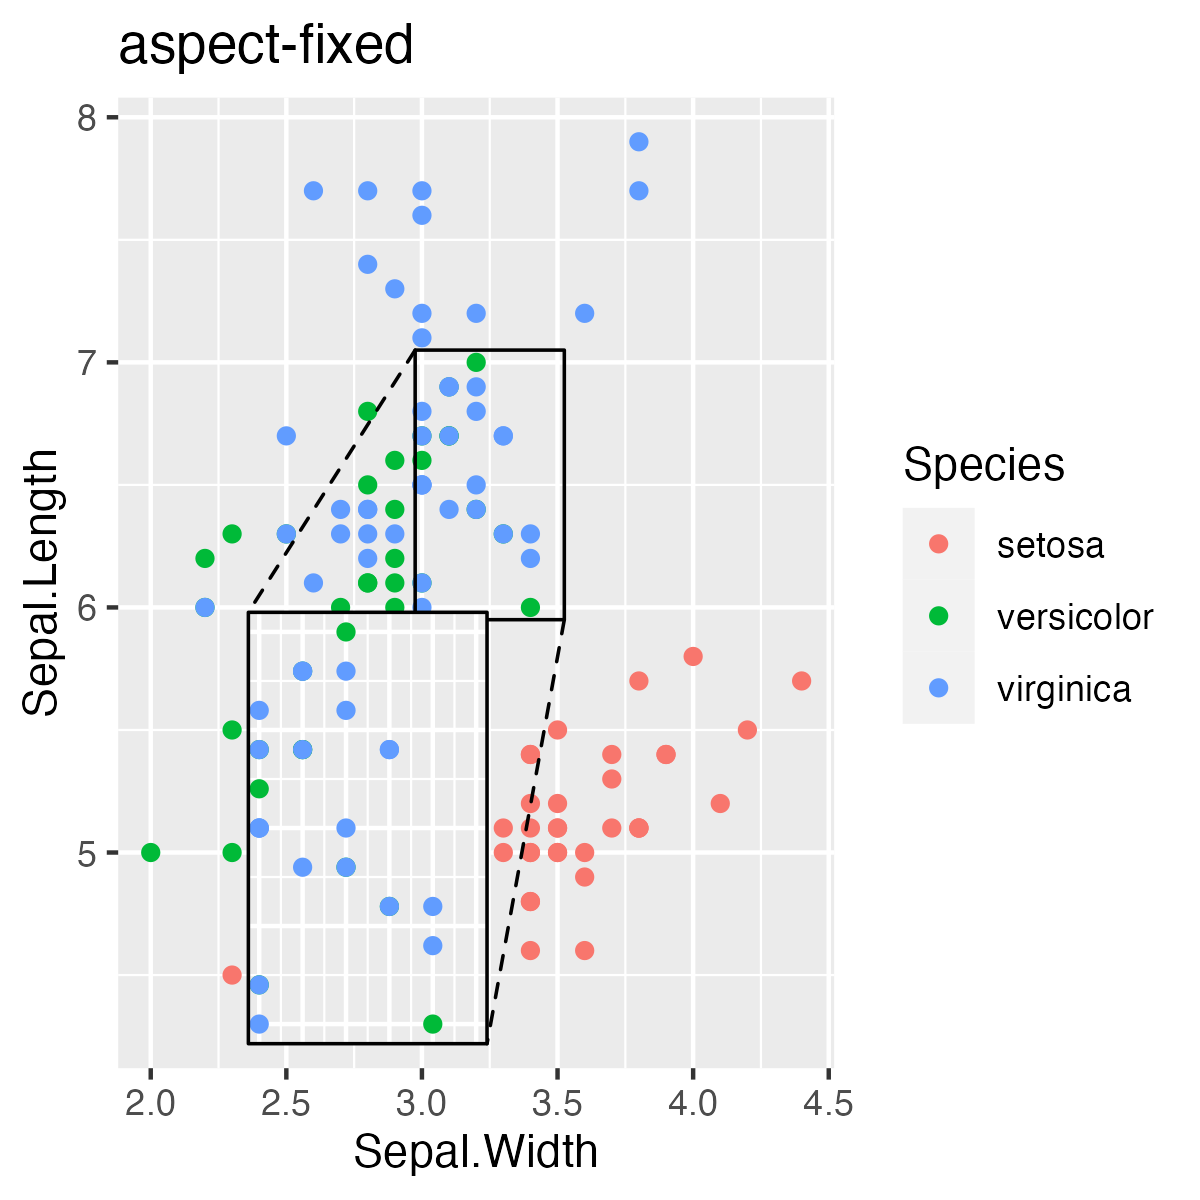 aspect-fixed
8
7
6
5
Sepal.Length
2.0 2.5 3.0 3.5 4.0 4.5
Sepal.Width
Species
setosa
versicolor
virginica